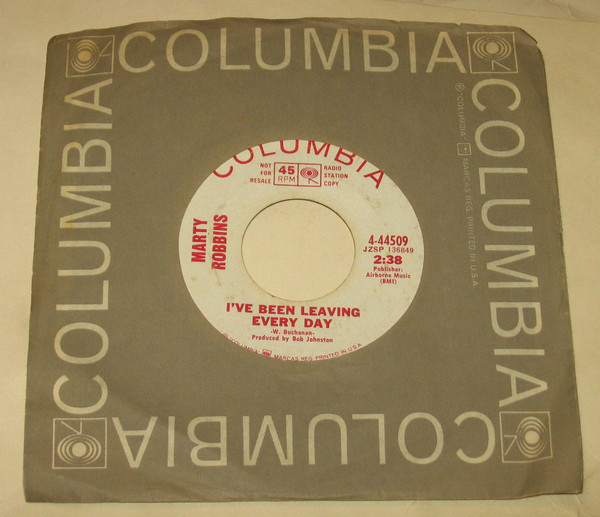 COLUMBIA
COLUMBIA
COLUMBIA
COLUMBIA
® "COLUMBIA", MARCAS REG. PRINTED IN U.S.A.
COLUMBIA
NOT
FOR
RESALE
45
RPM
RADIO
STATION
COPY
MARTY
ROBBINS
4-44509
JZSP 136849
2:38
Publisher:
Airborne Music
(BMI)
I'VE BEEN LEAVING
EVERY DAY
-W. Buchanan-
Produced by Bob Johnston
® COLUMBIA MARCAS REG. PRINTED IN U.S.A.